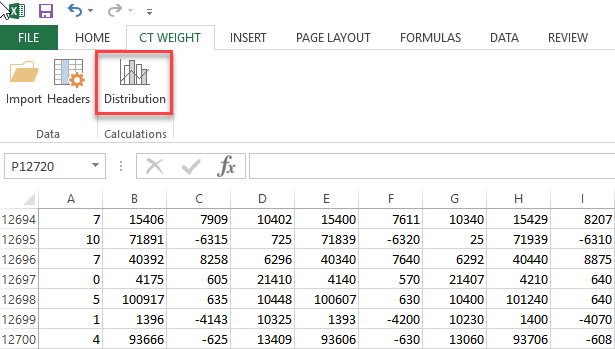 FILE HOME CT WEIGHT INSERT PAGE LAYOUT FORMULAS DATA REVIEW
Import Headers Distribution
Data Calculations
P12720 fx
A B C D E F G H I
12694 7 15406 7909 10402 15400 7611 10340 15429 8207
12695 10 71891 -6315 725 71839 -6320 25 71939 -6310
12696 7 40392 8258 6296 40340 7640 6292 40440 8875
12697 0 4175 605 21410 4140 570 21407 4210 640
12698 5 100917 635 10448 100607 630 10400 101240 640
12699 1 1396 -4143 10325 1393 -4200 10230 1400 -4070
12700 4 93666 -625 13409 93606 -630 13060 93706 -608